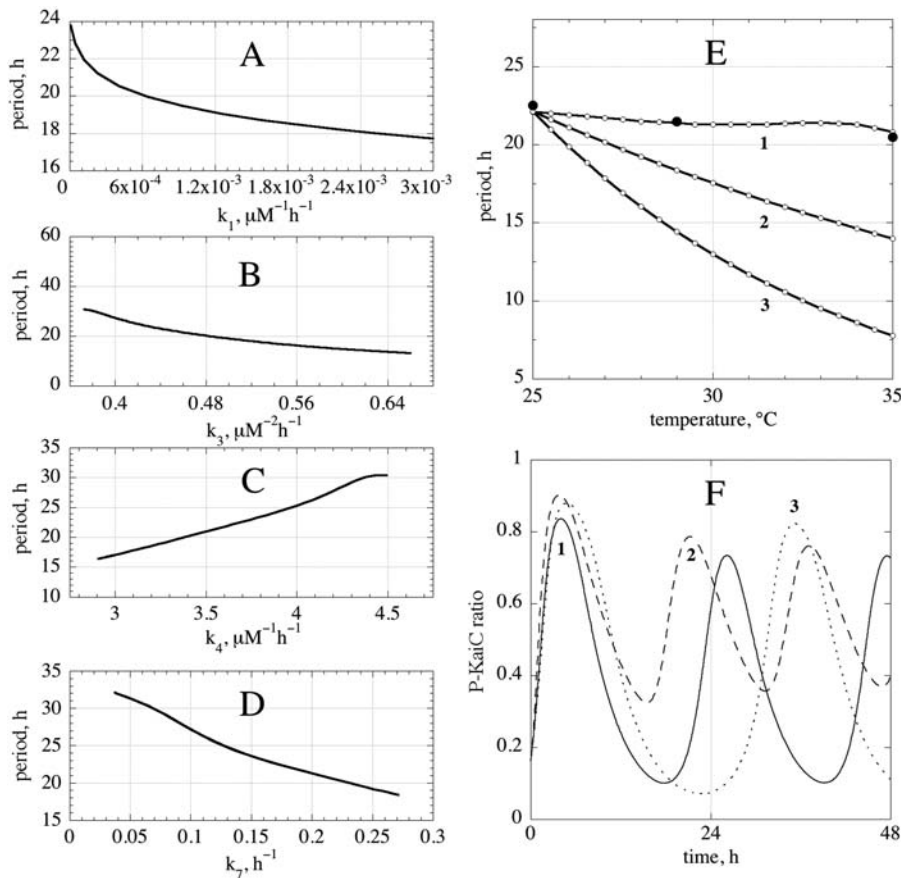 A
period, h
24
22
20
18
16
0 6x10⁻⁴ 1.2x10⁻³ 1.8x10⁻³ 2.4x10⁻³ 3x10⁻³
k₁, μM⁻¹h⁻¹
B
period, h
60
40
20
0
0.4 0.48 0.56 0.64
k₃, μM⁻²h⁻¹
C
period, h
35
30
25
20
15
10
3 3.5 4 4.5
k₄, μM⁻¹h⁻¹
D
period, h
35
30
25
20
15
0 0.05 0.1 0.15 0.2 0.25 0.3
k₇, h⁻¹
E
period, h
25
20
15
10
5
1
2
3
25 30 35
temperature, °C
F
P-KaiC ratio
1
0.8
0.6
0.4
0.2
0
1
2
3
0 24 48
time, h